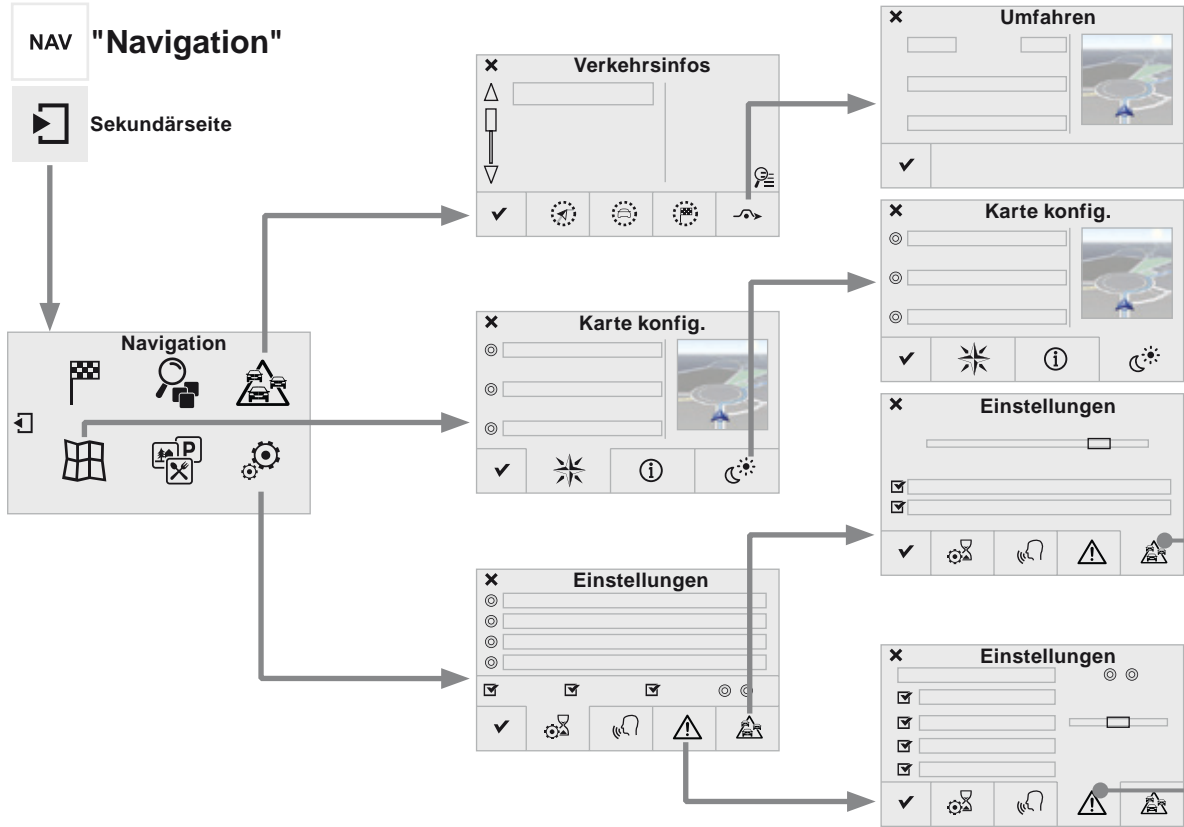 NAV "Navigation"
Sekundärseite
Navigation
P
Verkehrsinfos
Karte konfig.
Einstellungen
Umfahren
Karte konfig.
Einstellungen
Einstellungen